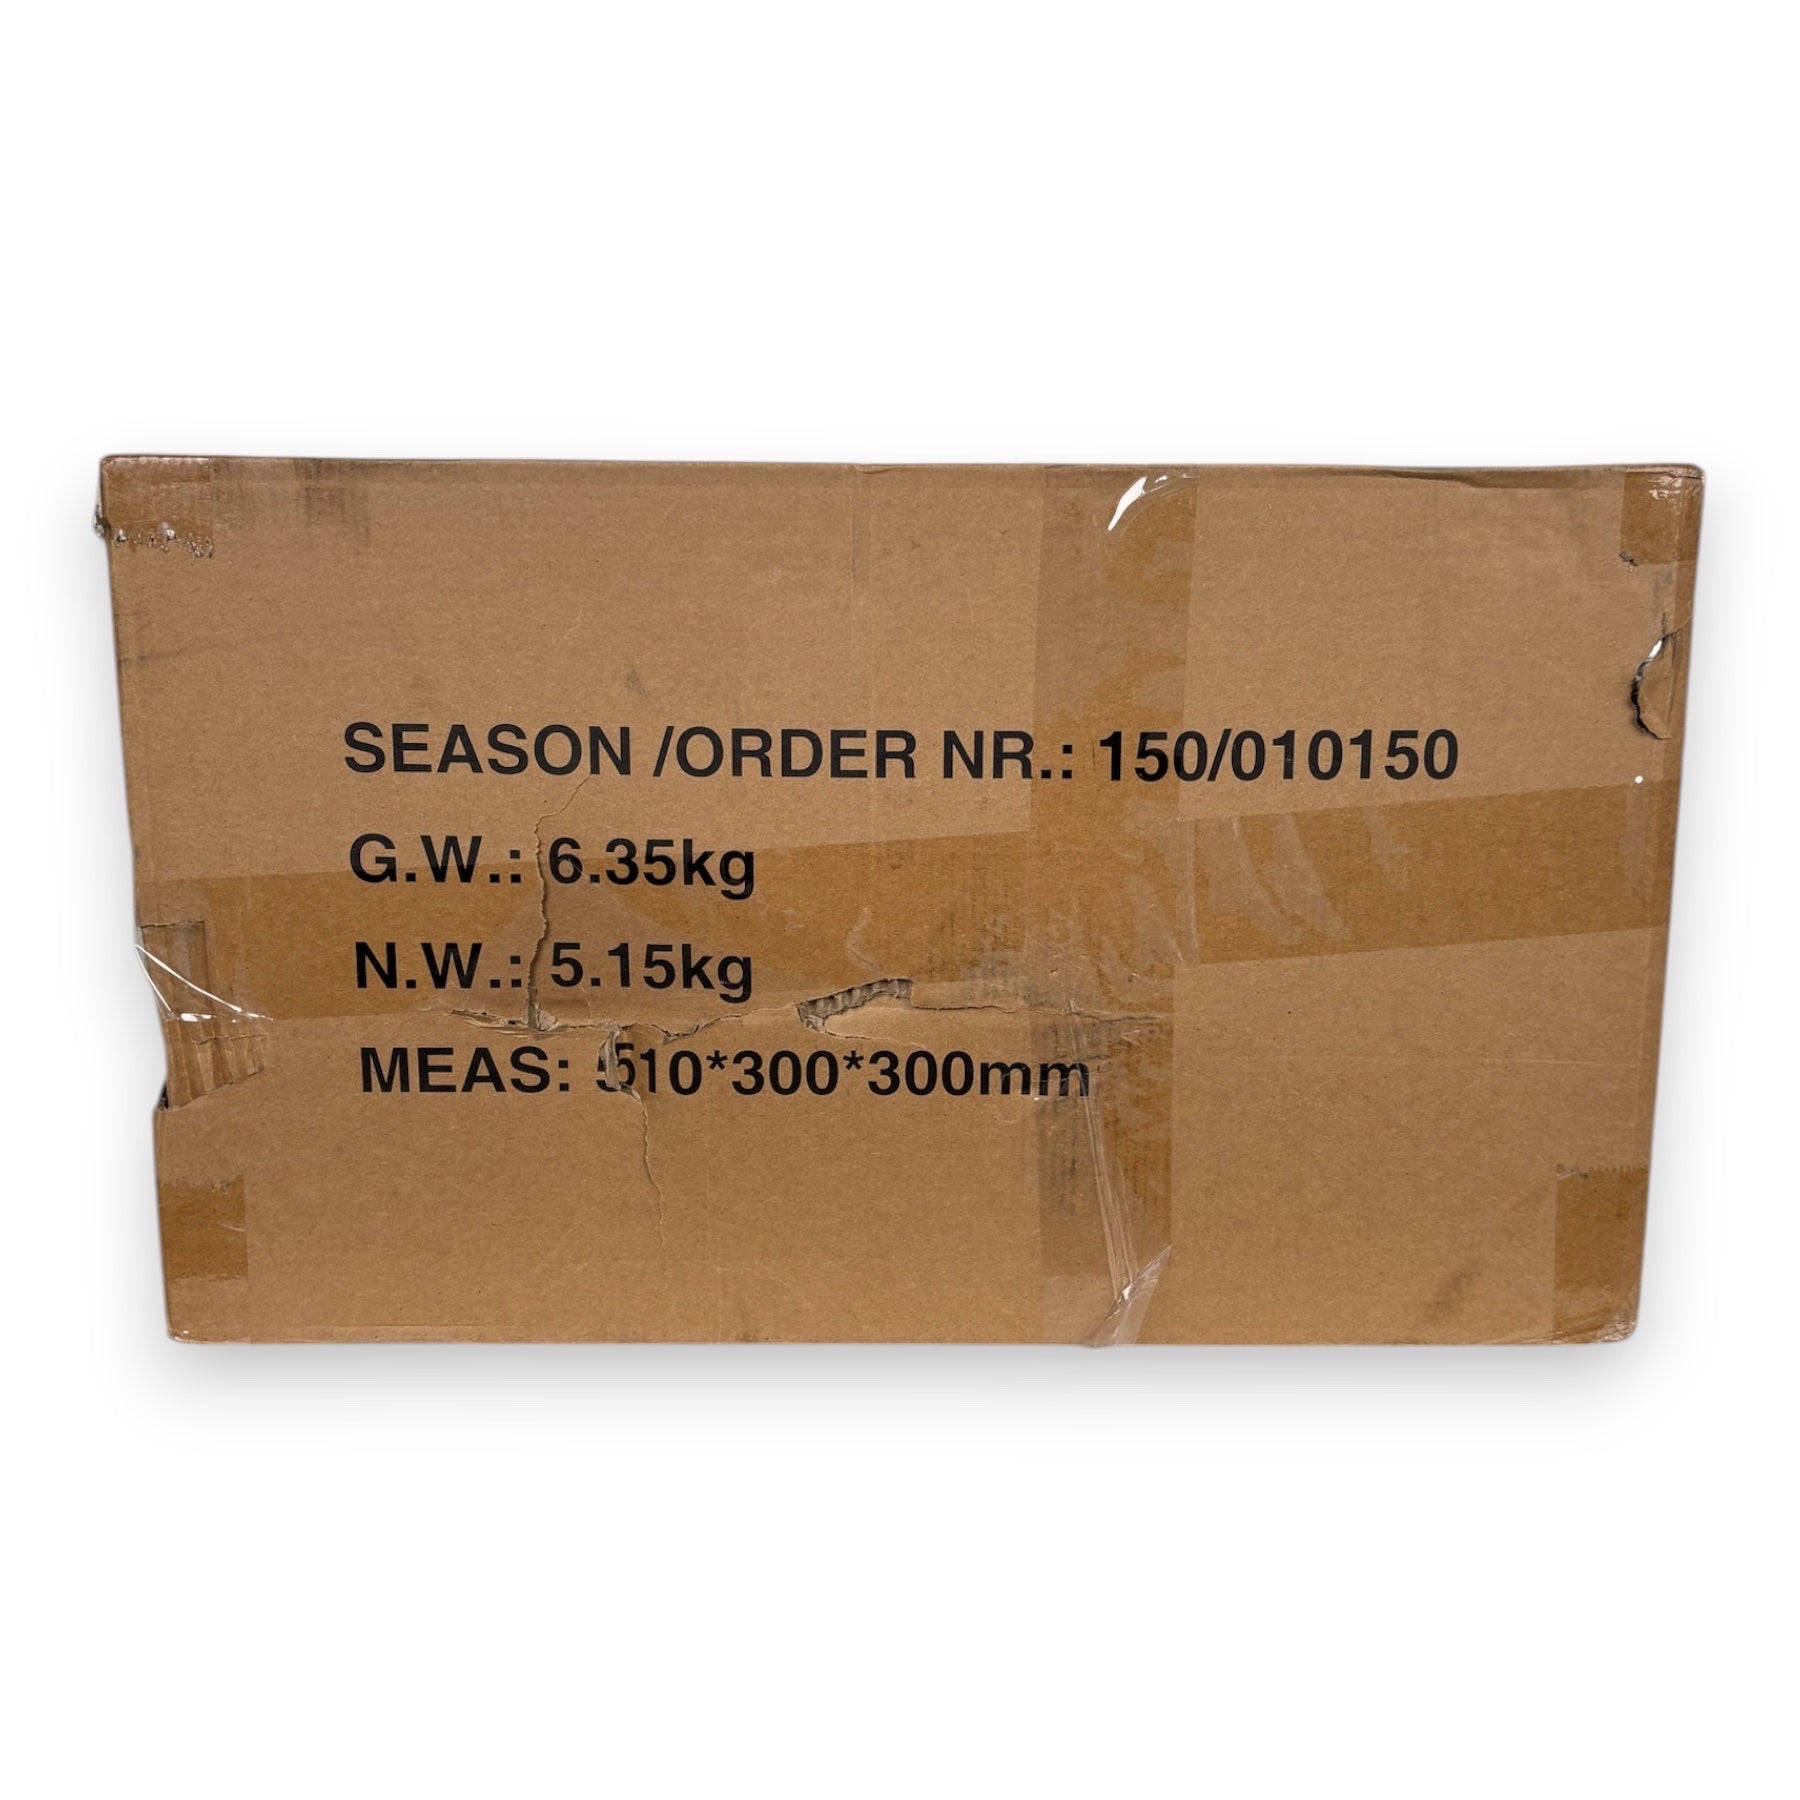 SEASON /ORDER NR.: 150/010150
G.W.: 6.35kg
N.W.: 5.15kg
MEAS: 510*300*300mm